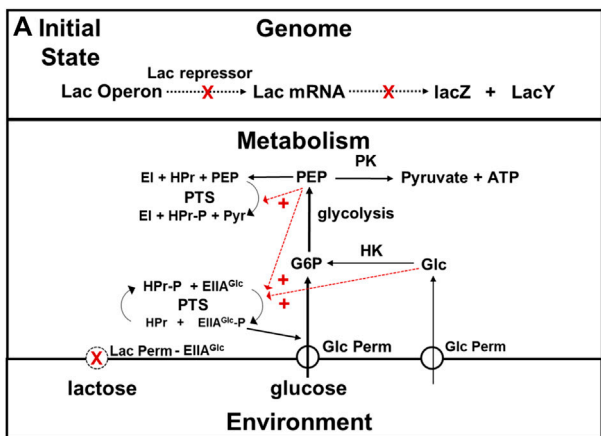 A Initial State
Genome
Lac repressor
Lac Operon X Lac mRNA X lacZ + LacY
Metabolism
PK
EI + HPr + PEP PEP Pyruvate + ATP
PTS
+
EI + HPr-P + Pyr glycolysis
HK
G6P Glc
+
HPr-P + EIIAGlc
+
PTS
HPr + EIIAGlc-P
X Lac Perm - EIIAGlc Glc Perm Glc Perm
lactose glucose
Environment